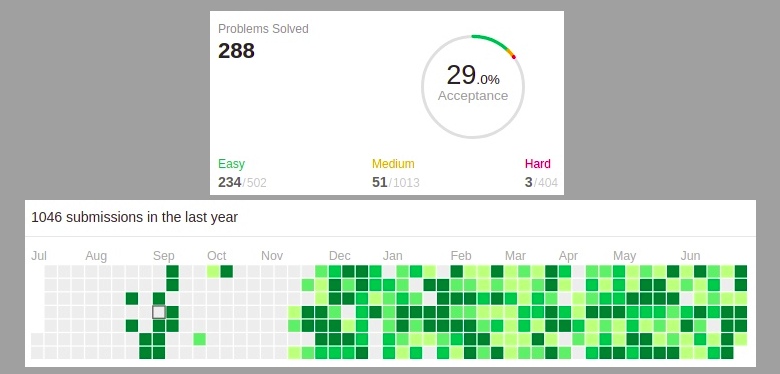 Problems Solved
288
29.0%
Acceptance
Easy Medium Hard
234/502 51/1013 3/404
1046 submissions in the last year
Jul Aug Sep Oct Nov Dec Jan Feb Mar Apr May Jun